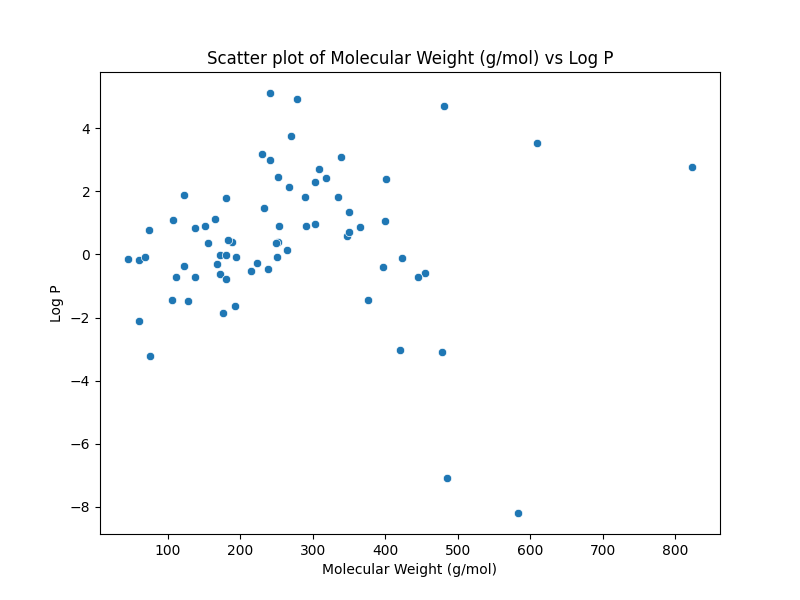 Scatter plot of Molecular Weight (g/mol) vs Log P
4
2
0
−2
−4
−6
−8
Log P
100 200 300 400 500 600 700 800
Molecular Weight (g/mol)